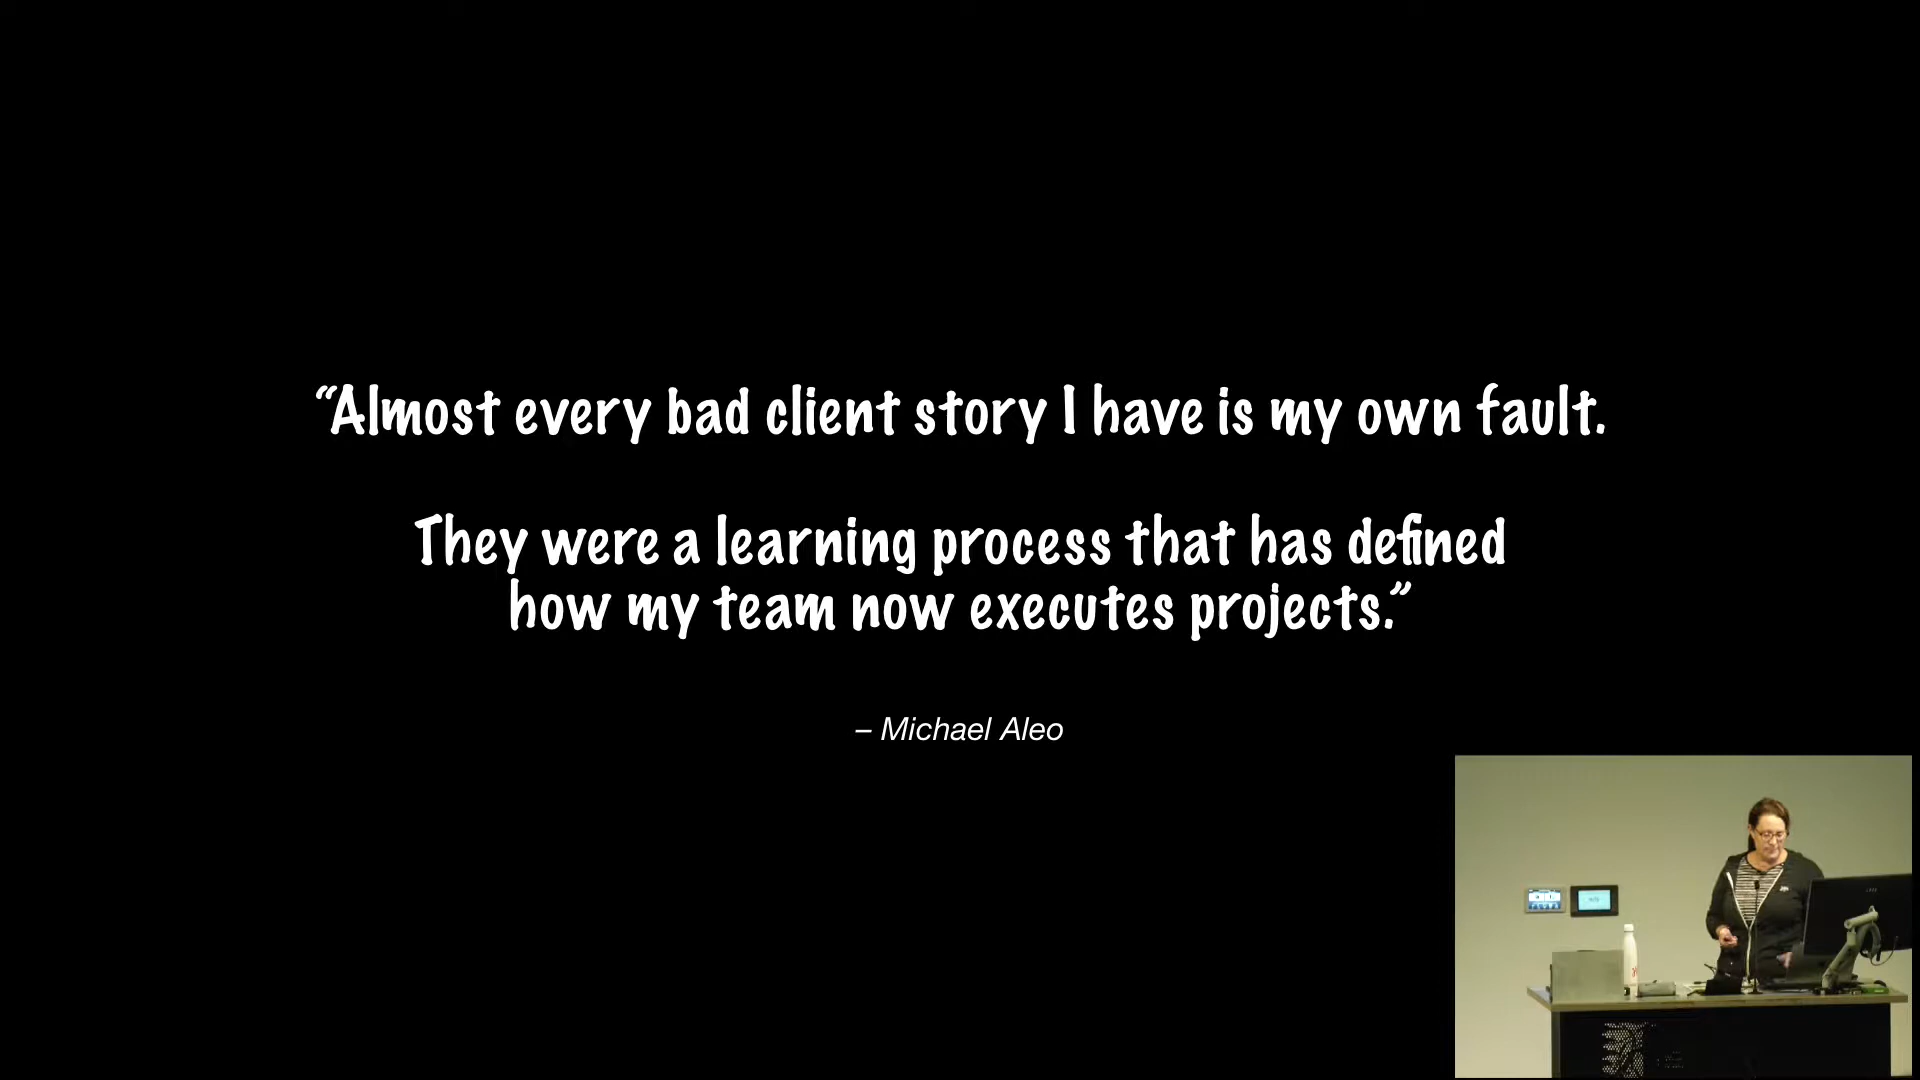 “Almost every bad client story I have is my own fault.
They were a learning process that has defined
how my team now executes projects.”
– Michael Aleo